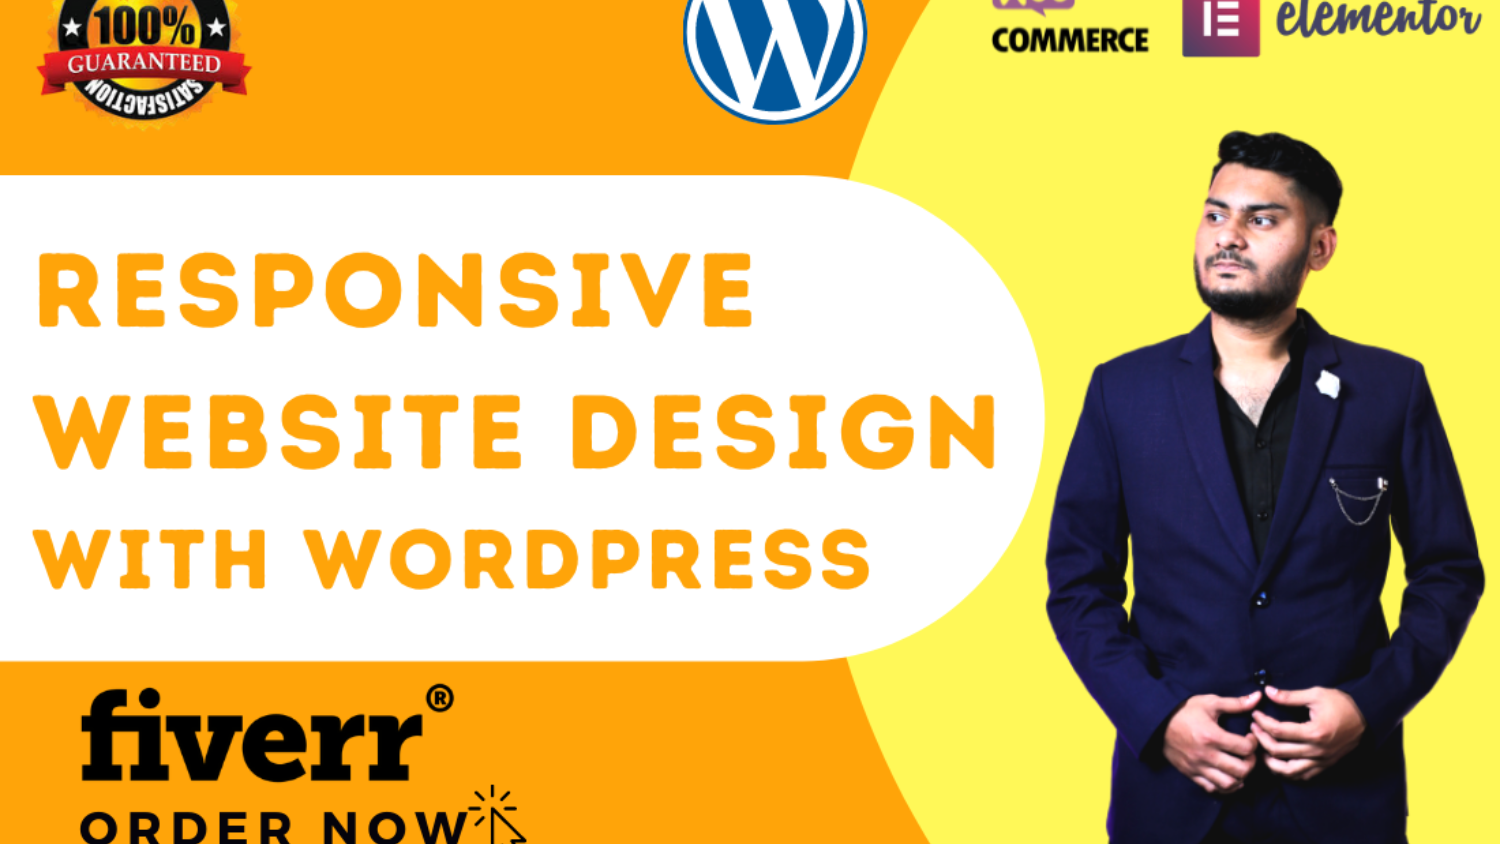 100%
GUARANTEED
SATISFACTION
W
COMMERCE
elementor
RESPONSIVE
WEBSITE DESIGN
WITH WORDPRESS
fiverr®
ORDER NOW